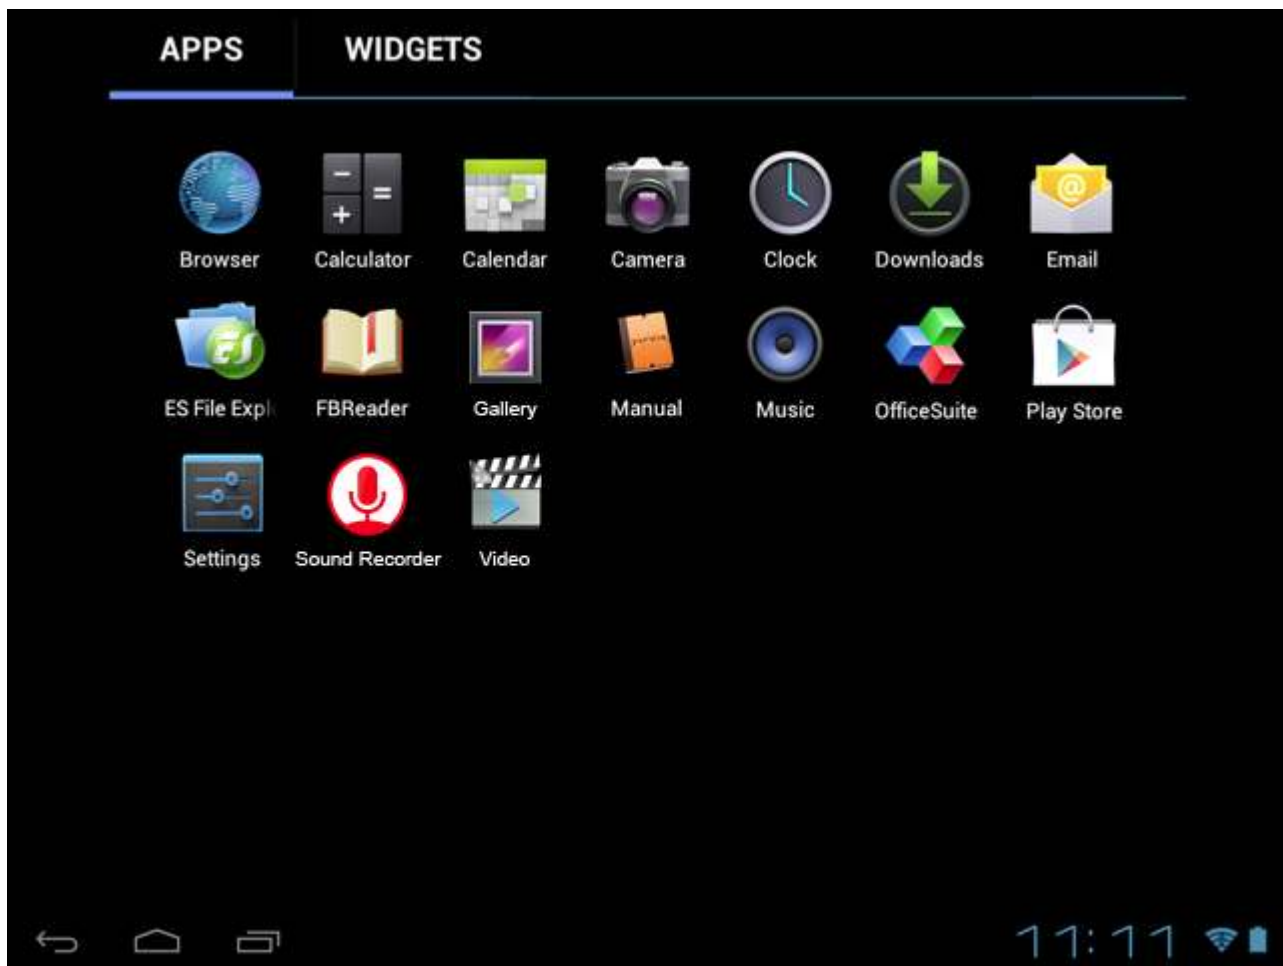 APPS WIDGETS
Browser Calculator Calendar Camera Clock Downloads Email
ES File Expl FBReader Gallery Manual Music OfficeSuite Play Store
Settings Sound Recorder Video
11:11